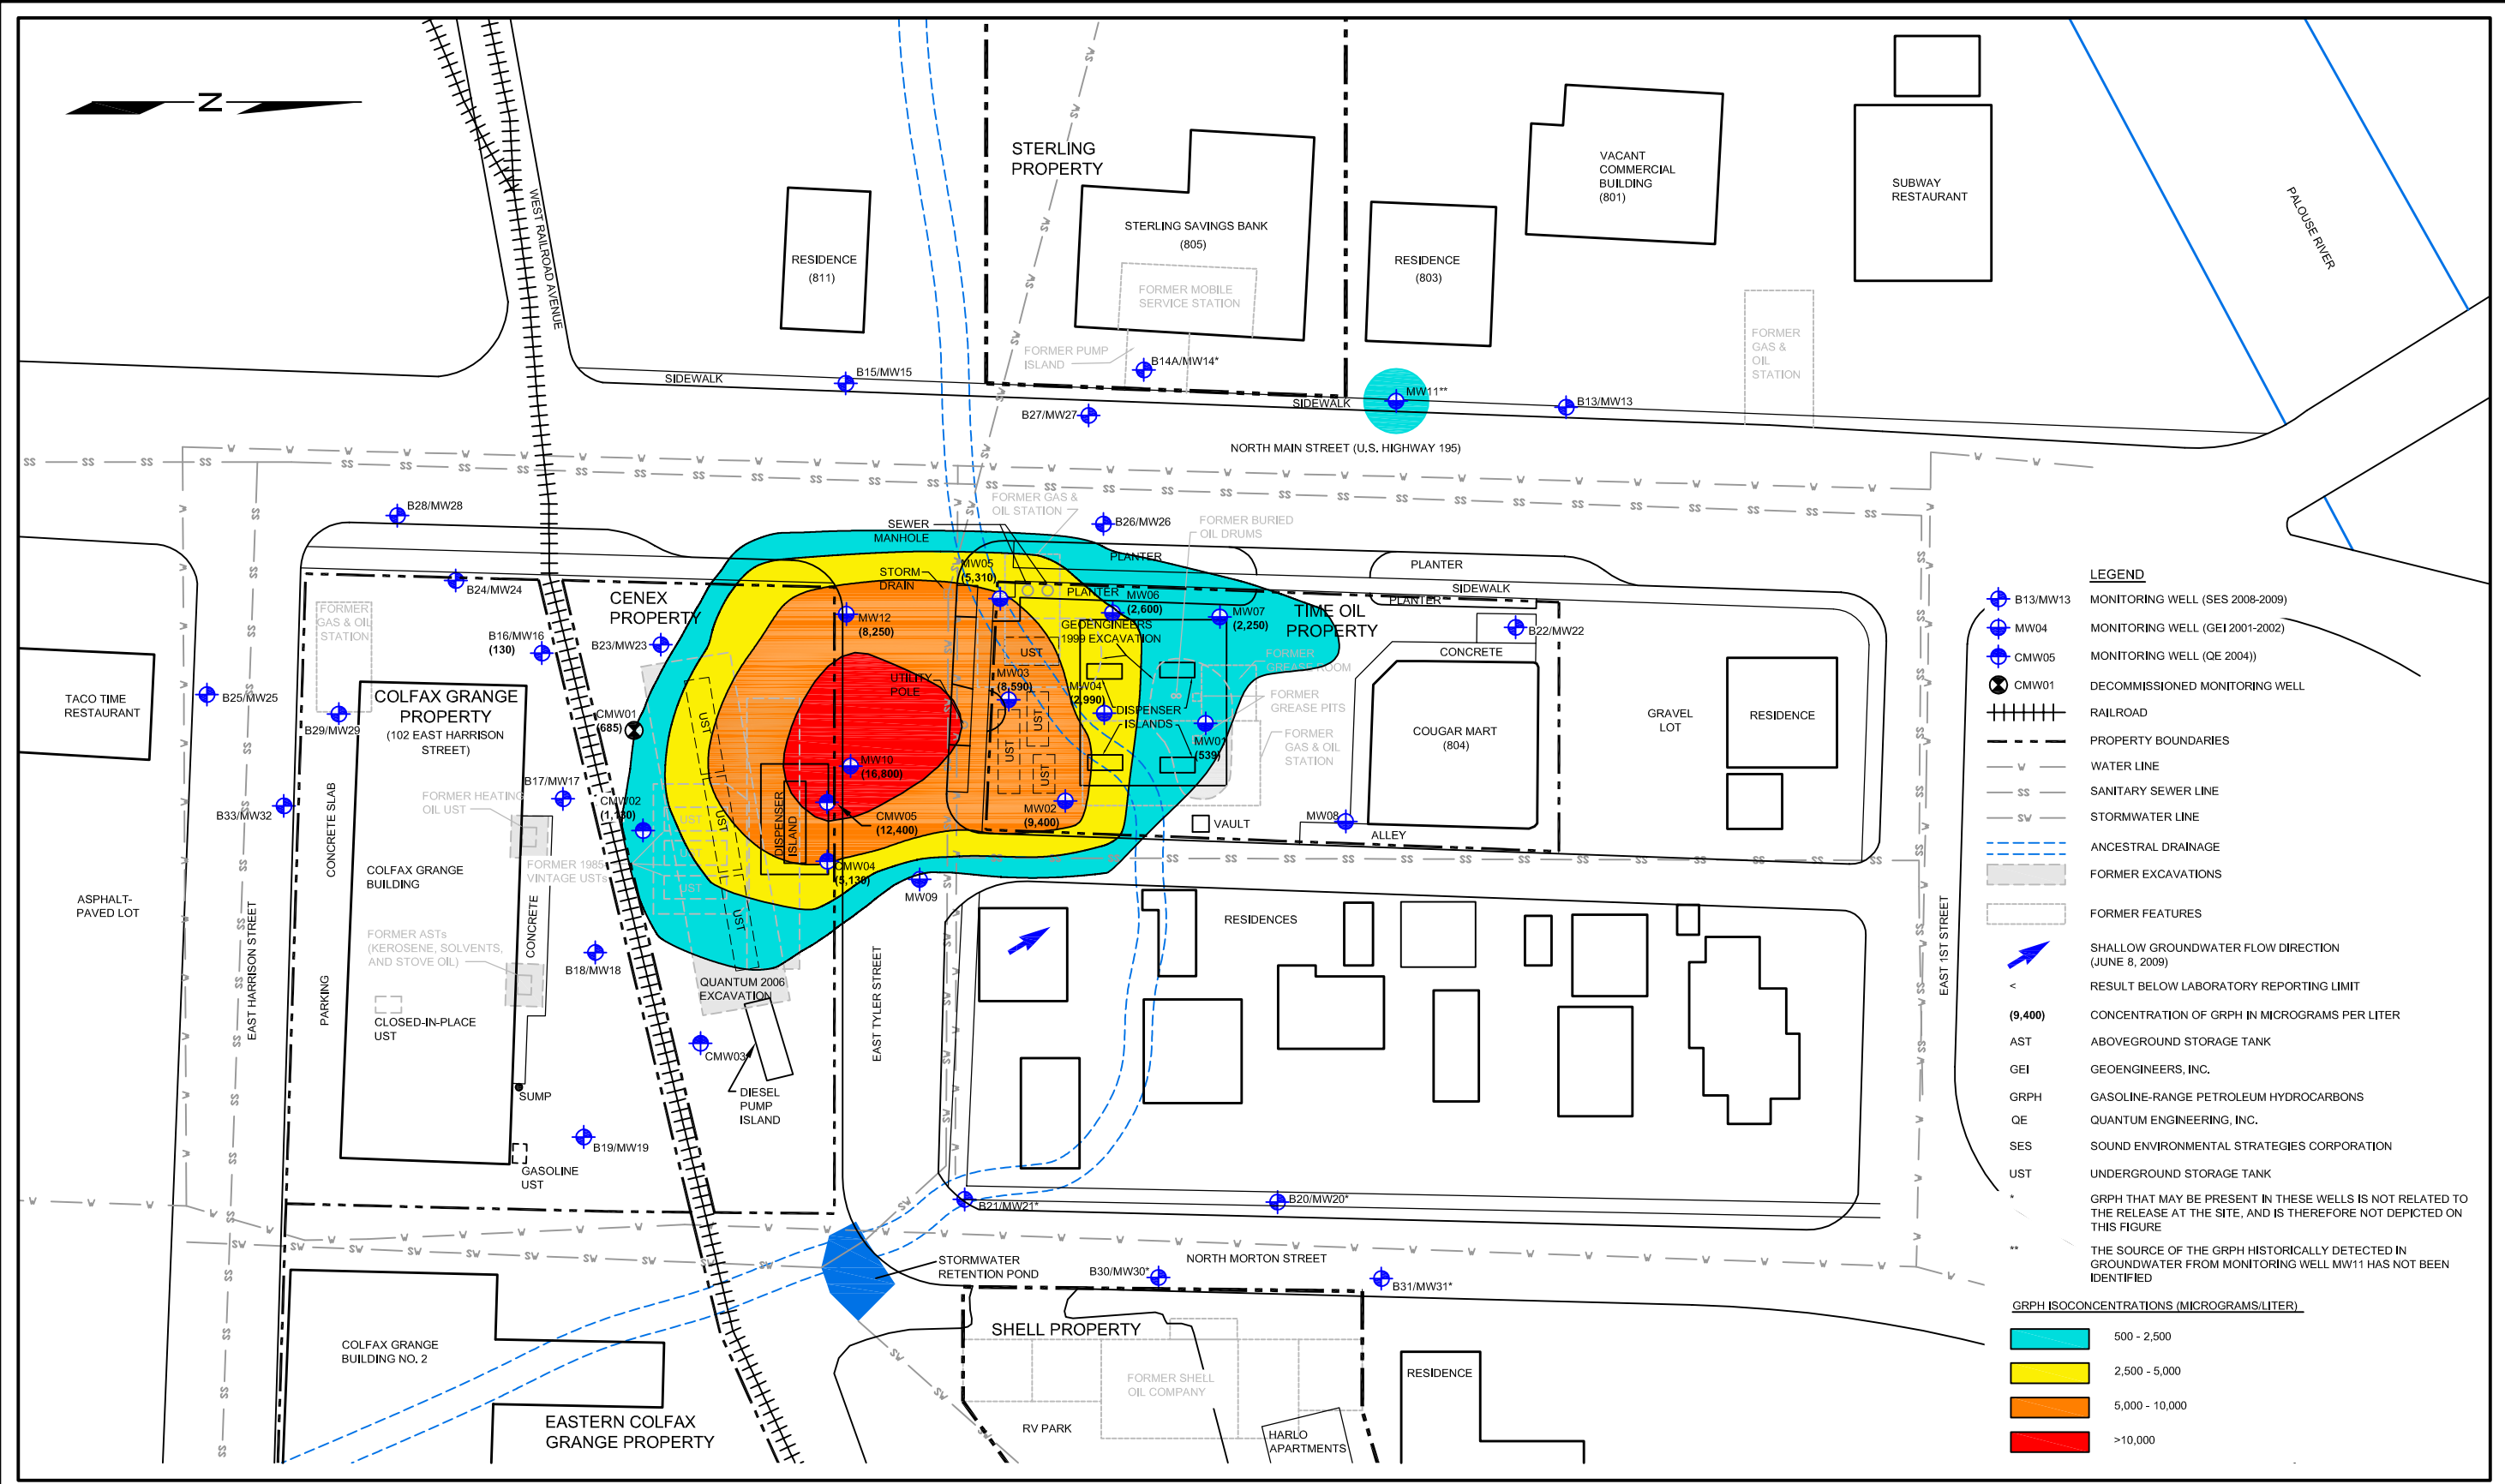 N
WEST RAILROAD AVENUE
STERLING
PROPERTY
STERLING SAVINGS BANK
(805)
FORMER MOBILE
SERVICE STATION
FORMER PUMP
ISLAND
RESIDENCE
(811)
RESIDENCE
(803)
VACANT
COMMERCIAL
BUILDING
(801)
SUBWAY
RESTAURANT
PALOUSE RIVER
FORMER
GAS &
OIL
STATION
SIDEWALK
B15/MW15
B14A/MW14*
B27/MW27
MW11**
SIDEWALK
B13/MW13
NORTH MAIN STREET (U.S. HIGHWAY 195)
B28/MW28
B24/MW24
FORMER GAS &
OIL STATION
SEWER
MANHOLE
B26/MW26
FORMER BURIED
OIL DRUMS
PLANTER
PLANTER
SIDEWALK
PLANTER
STORM
DRAIN
MW05
(5,310)
PLANTER
MW06
(2,600)
MW07
(2,250)
TIME OIL
PROPERTY
GEOENGINEERS
1999 EXCAVATION
B22/MW22
CONCRETE
CENEX
PROPERTY
MW12
(8,250)
FORMER
GAS & OIL
STATION
B16/MW16
(130)
B23/MW23
UST
FORMER
GREASE ROOM
FORMER
GREASE PITS
FORMER
GAS & OIL
STATION
UTILITY
POLE
MW03
(8,590)
MW04
(2,990)
DISPENSER
ISLANDS
MW01
(539)
COUGAR MART
(804)
GRAVEL
LOT
RESIDENCE
TACO TIME
RESTAURANT
B25/MW25
B29/MW29
COLFAX GRANGE
PROPERTY
(102 EAST HARRISON
STREET)
CMW01
(685)
UST
UST
UST
UST
MW10
(16,800)
B17/MW17
CMW02
(1,130)
FORMER HEATING
OIL UST
B33/MW32
CONCRETE SLAB
UST
UST
DISPENSER
ISLAND
CMW05
(12,400)
MW02
(9,400)
VAULT
MW08
ALLEY
FORMER 1985
VINTAGE USTs
UST
UST
UST
CMW04
(5,130)
MW09
COLFAX GRANGE
BUILDING
ASPHALT-
PAVED LOT
CONCRETE
FORMER ASTs
(KEROSENE, SOLVENTS,
AND STOVE OIL)
B18/MW18
RESIDENCES
EAST HARRISON STREET
PARKING
CLOSED-IN-PLACE
UST
QUANTUM 2006
EXCAVATION
EAST TYLER STREET
EAST 1ST STREET
CMW03*
DIESEL
PUMP
ISLAND
SUMP
B19/MW19
GASOLINE
UST
B21/MW21*
B20/MW20*
STORMWATER
RETENTION POND
NORTH MORTON STREET
B30/MW30*
B31/MW31*
SHELL PROPERTY
COLFAX GRANGE
BUILDING NO. 2
FORMER SHELL
OIL COMPANY
RESIDENCE
RV PARK
HARLO
APARTMENTS
EASTERN COLFAX
GRANGE PROPERTY
LEGEND
B13/MW13 MONITORING WELL (SES 2008-2009)
MW04 MONITORING WELL (GEI 2001-2002)
CMW05 MONITORING WELL (QE 2004))
CMW01 DECOMMISSIONED MONITORING WELL
RAILROAD
PROPERTY BOUNDARIES
W WATER LINE
SS SANITARY SEWER LINE
SW STORMWATER LINE
ANCESTRAL DRAINAGE
FORMER EXCAVATIONS
FORMER FEATURES
SHALLOW GROUNDWATER FLOW DIRECTION
(JUNE 8, 2009)
< RESULT BELOW LABORATORY REPORTING LIMIT
(9,400) CONCENTRATION OF GRPH IN MICROGRAMS PER LITER
AST ABOVEGROUND STORAGE TANK
GEI GEOENGINEERS, INC.
GRPH GASOLINE-RANGE PETROLEUM HYDROCARBONS
QE QUANTUM ENGINEERING, INC.
SES SOUND ENVIRONMENTAL STRATEGIES CORPORATION
UST UNDERGROUND STORAGE TANK
* GRPH THAT MAY BE PRESENT IN THESE WELLS IS NOT RELATED TO
THE RELEASE AT THE SITE, AND IS THEREFORE NOT DEPICTED ON
THIS FIGURE
** THE SOURCE OF THE GRPH HISTORICALLY DETECTED IN
GROUNDWATER FROM MONITORING WELL MW11 HAS NOT BEEN
IDENTIFIED
GRPH ISOCONCENTRATIONS (MICROGRAMS/LITER)
500 - 2,500
2,500 - 5,000
5,000 - 10,000
>10,000